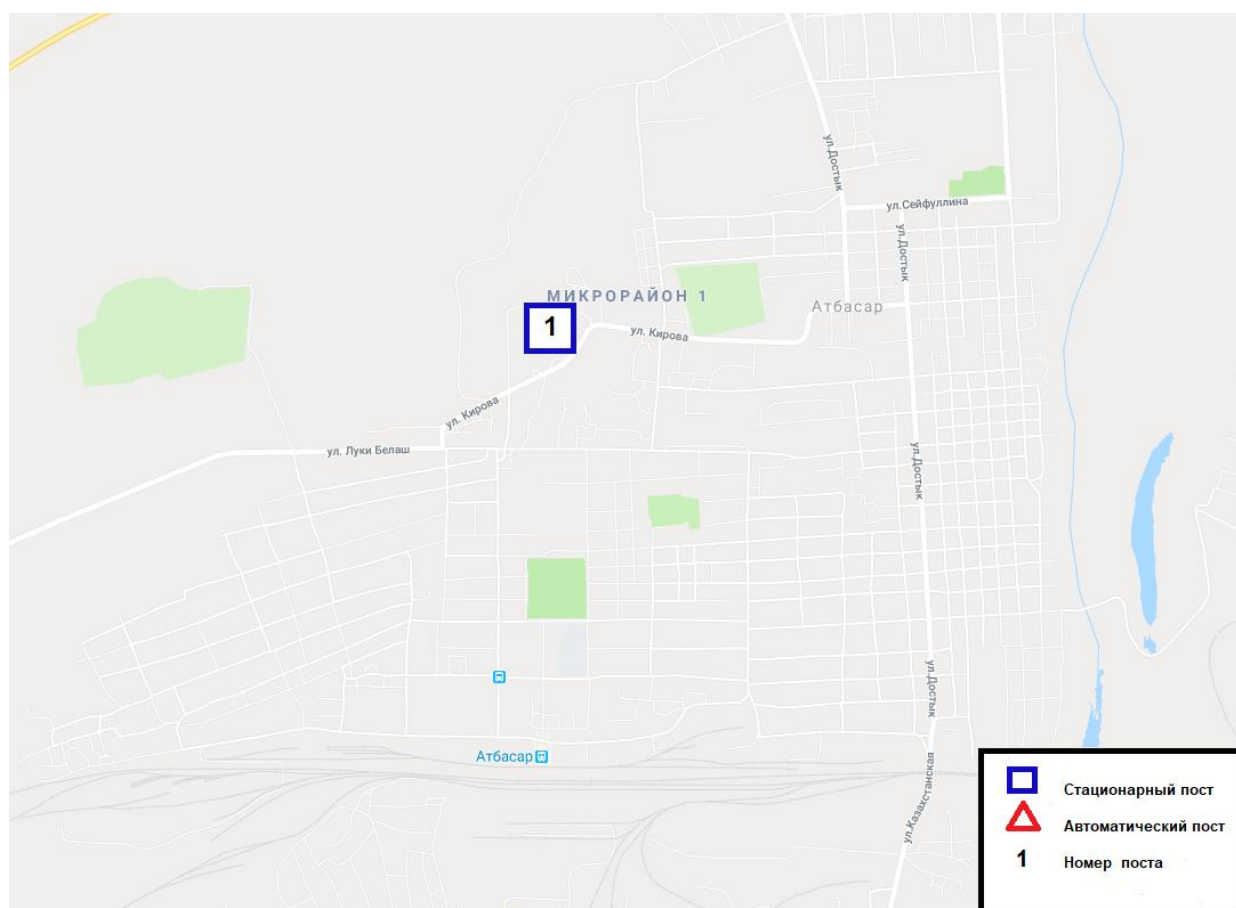 ул.Достык
ул.Сейфуллина
ул.Достык
МИКРОРАЙОН 1
Атбасар
1
ул. Кирова
ул. Кирова
ул. Луки Белаш
ул.Достык
ул.Достык
Атбасар
ул.Казахстанская
Стационарный пост
Автоматический пост
1 Номер поста